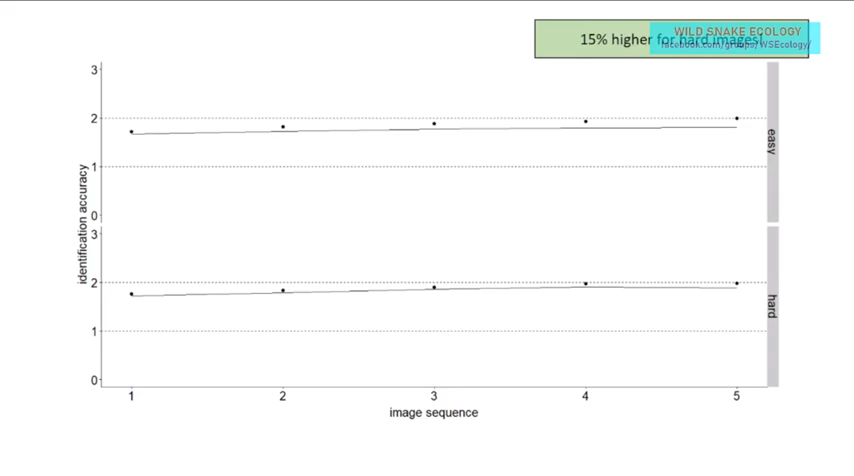 15% higher for hard images!
WILD SNAKE ECOLOGY
facebook.com/groups/WSEcology/
3
2
1
0
easy
identification accuracy
3
2
1
0
hard
1 2 3 4 5
image sequence